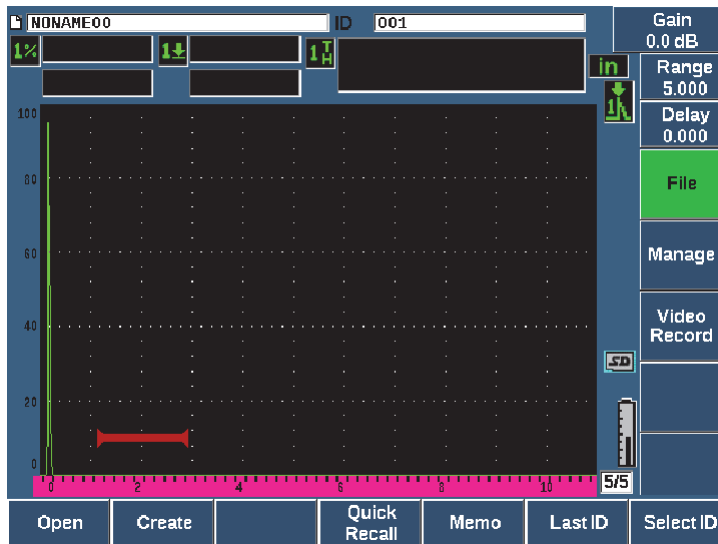 NONAME00 ID 001
Gain
0.0 dB
1% 1 1 T/H
in
Range
5.000
1
Delay
0.000
100
80
60
40
20
0
File
Manage
Video
Record
SD
0 2 4 6 8 10
5/5
Open Create Quick Recall Memo Last ID Select ID